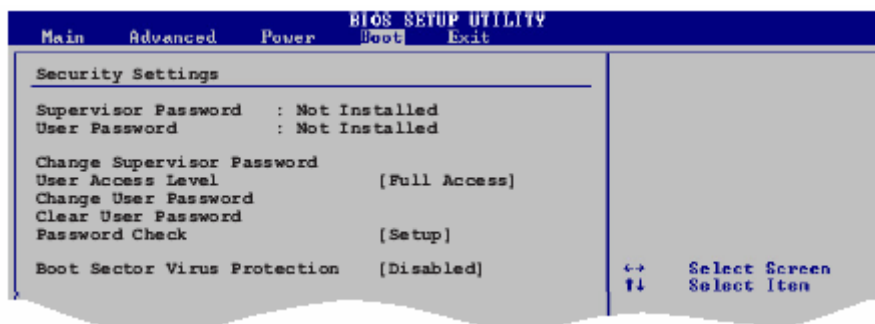 BIOS SETUP UTILITY
Main Advanced Power Boot Exit
Security Settings
Supervisor Password : Not Installed
User Password : Not Installed
Change Supervisor Password
User Access Level [Full Access]
Change User Password
Clear User Password
Password Check [Setup]
Boot Sector Virus Protection [Disabled]
←→ Select Screen
↑↓ Select Item